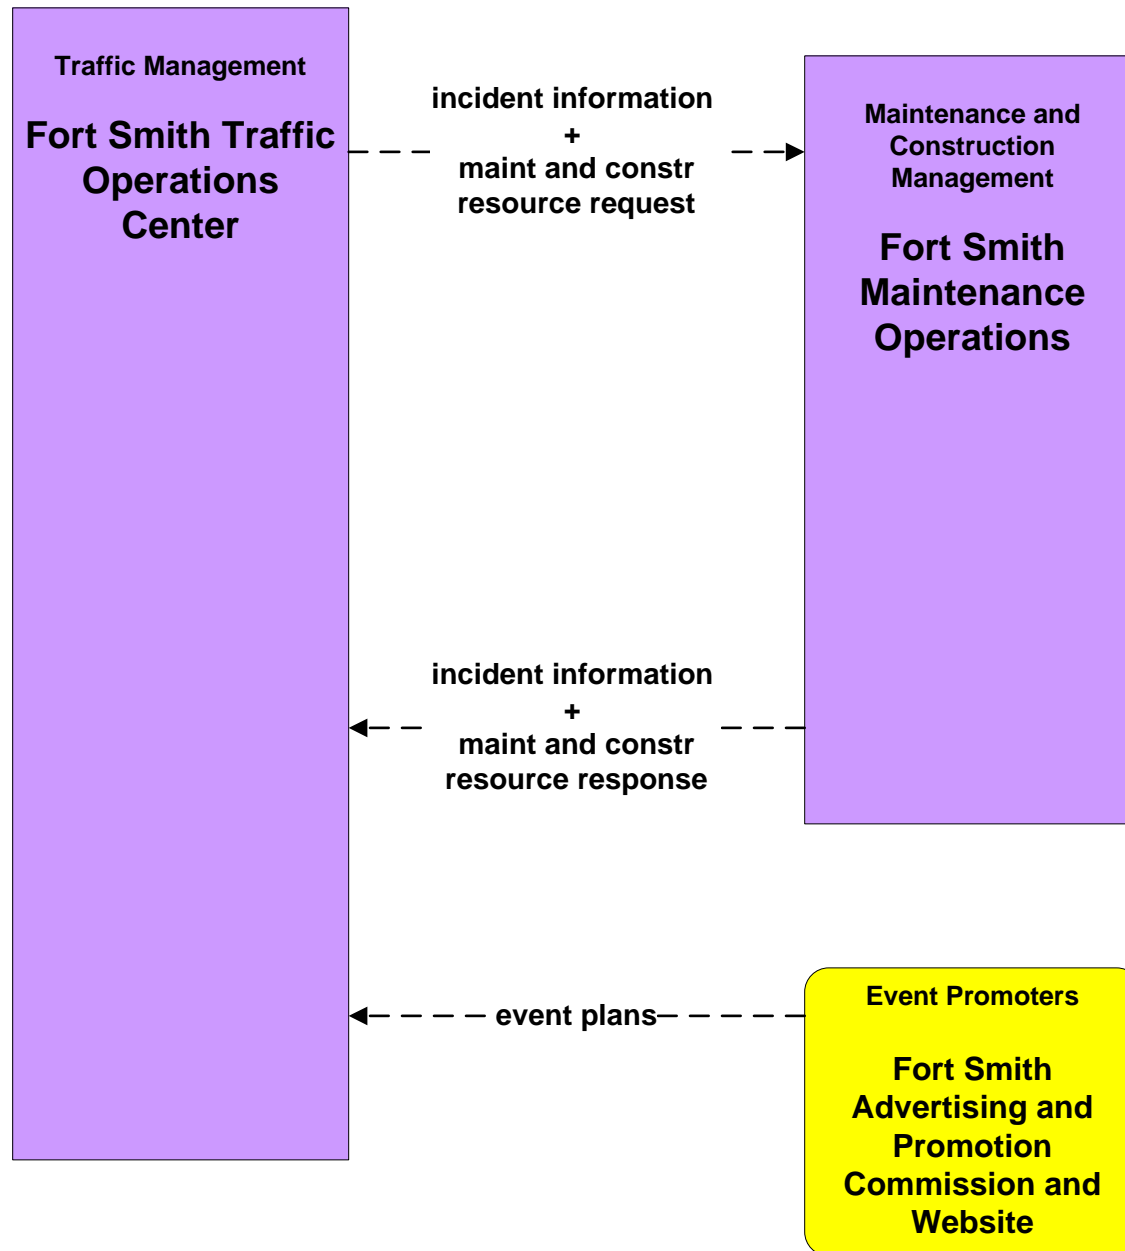 Traffic Management
Fort Smith Traffic
Operations
Center
incident information
+
maint and constr
resource request
Maintenance and
Construction
Management
Fort Smith
Maintenance
Operations
incident information
+
maint and constr
resource response
event plans
Event Promoters
Fort Smith
Advertising and
Promotion
Commission and
Website